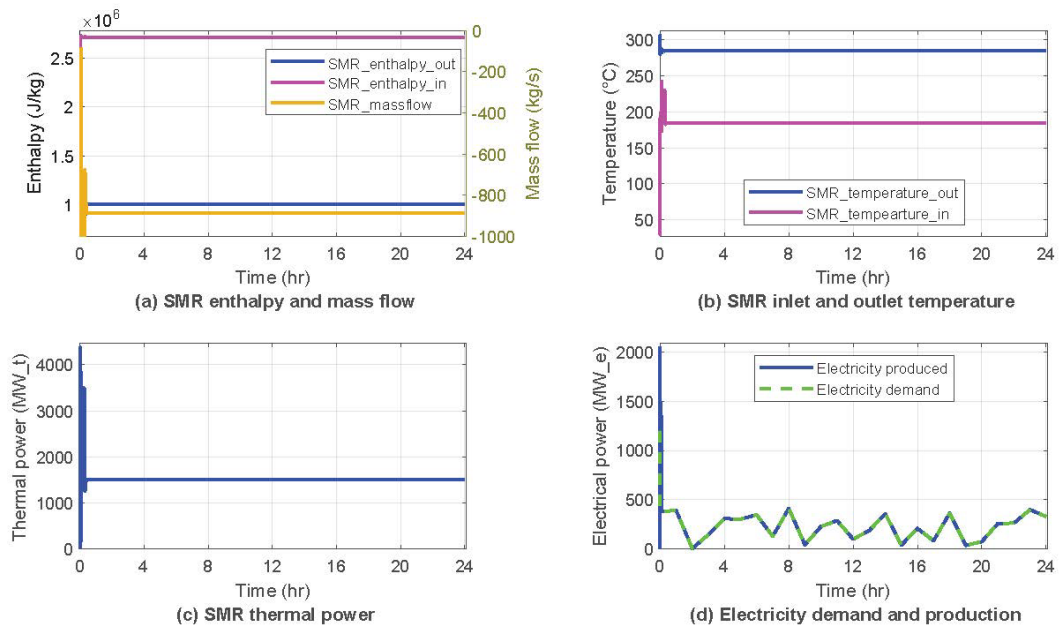 × 10^6
2.5
2
1.5
1
Enthalpy (J/kg)
0
-200
-400
-600
-800
-1000
Mass flow (kg/s)
SMR_enthalpy_out
SMR_enthalpy_in
SMR_massflow
0 4 8 12 16 20 24
Time (hr)
(a) SMR enthalpy and mass flow
300
250
200
150
100
50
Temperature (°C)
SMR_temperature_out
SMR_tempearture_in
0 4 8 12 16 20 24
Time (hr)
(b) SMR inlet and outlet temperature
4000
3000
2000
1000
0
Thermal power (MW_t)
0 4 8 12 16 20 24
Time (hr)
(c) SMR thermal power
2000
1500
1000
500
0
Electrical power (MW_e)
Electricity produced
Electricity demand
0 4 8 12 16 20 24
Time (hr)
(d) Electricity demand and production